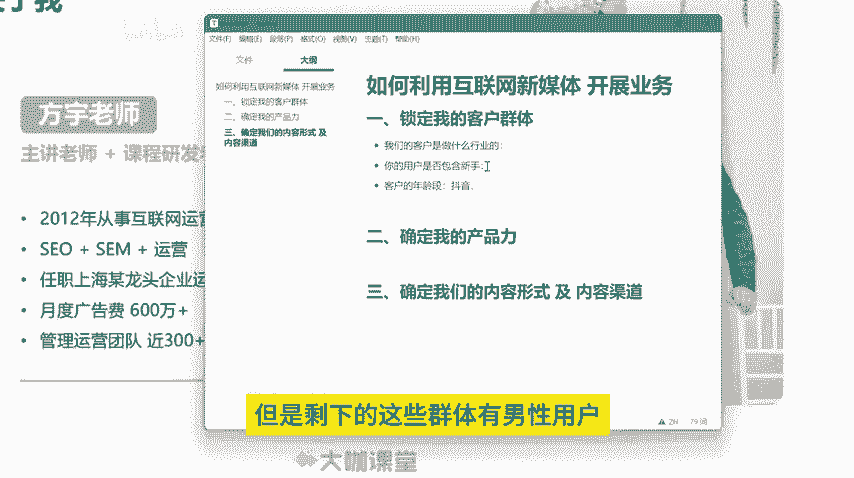 关于我
方宇老师
主讲老师 + 课程研发
• 2012年从事互联网运营
• SEO + SEM + 运营
• 任职上海某龙头企业运
• 月度广告费 600万+
• 管理运营团队 近300+
文件(F) 编辑(E) 段落(P) 格式(O) 视图(V) 主题(T) 帮助(H)
文件 大纲
如何利用互联网新媒体 开展业务
一、锁定我的客户群体
二、确定我的产品力
三、确定我们的内容形式 及
内容渠道
如何利用互联网新媒体 开展业务
一、锁定我的客户群体
• 我们的客户是做什么行业的:
• 你的用户是否包含新手:
• 客户的年龄段: 抖音、
二、确定我的产品力
三、确定我们的内容形式 及 内容渠道
ZH 79 词
但是剩下的这些群体有男性用户
大咖课堂